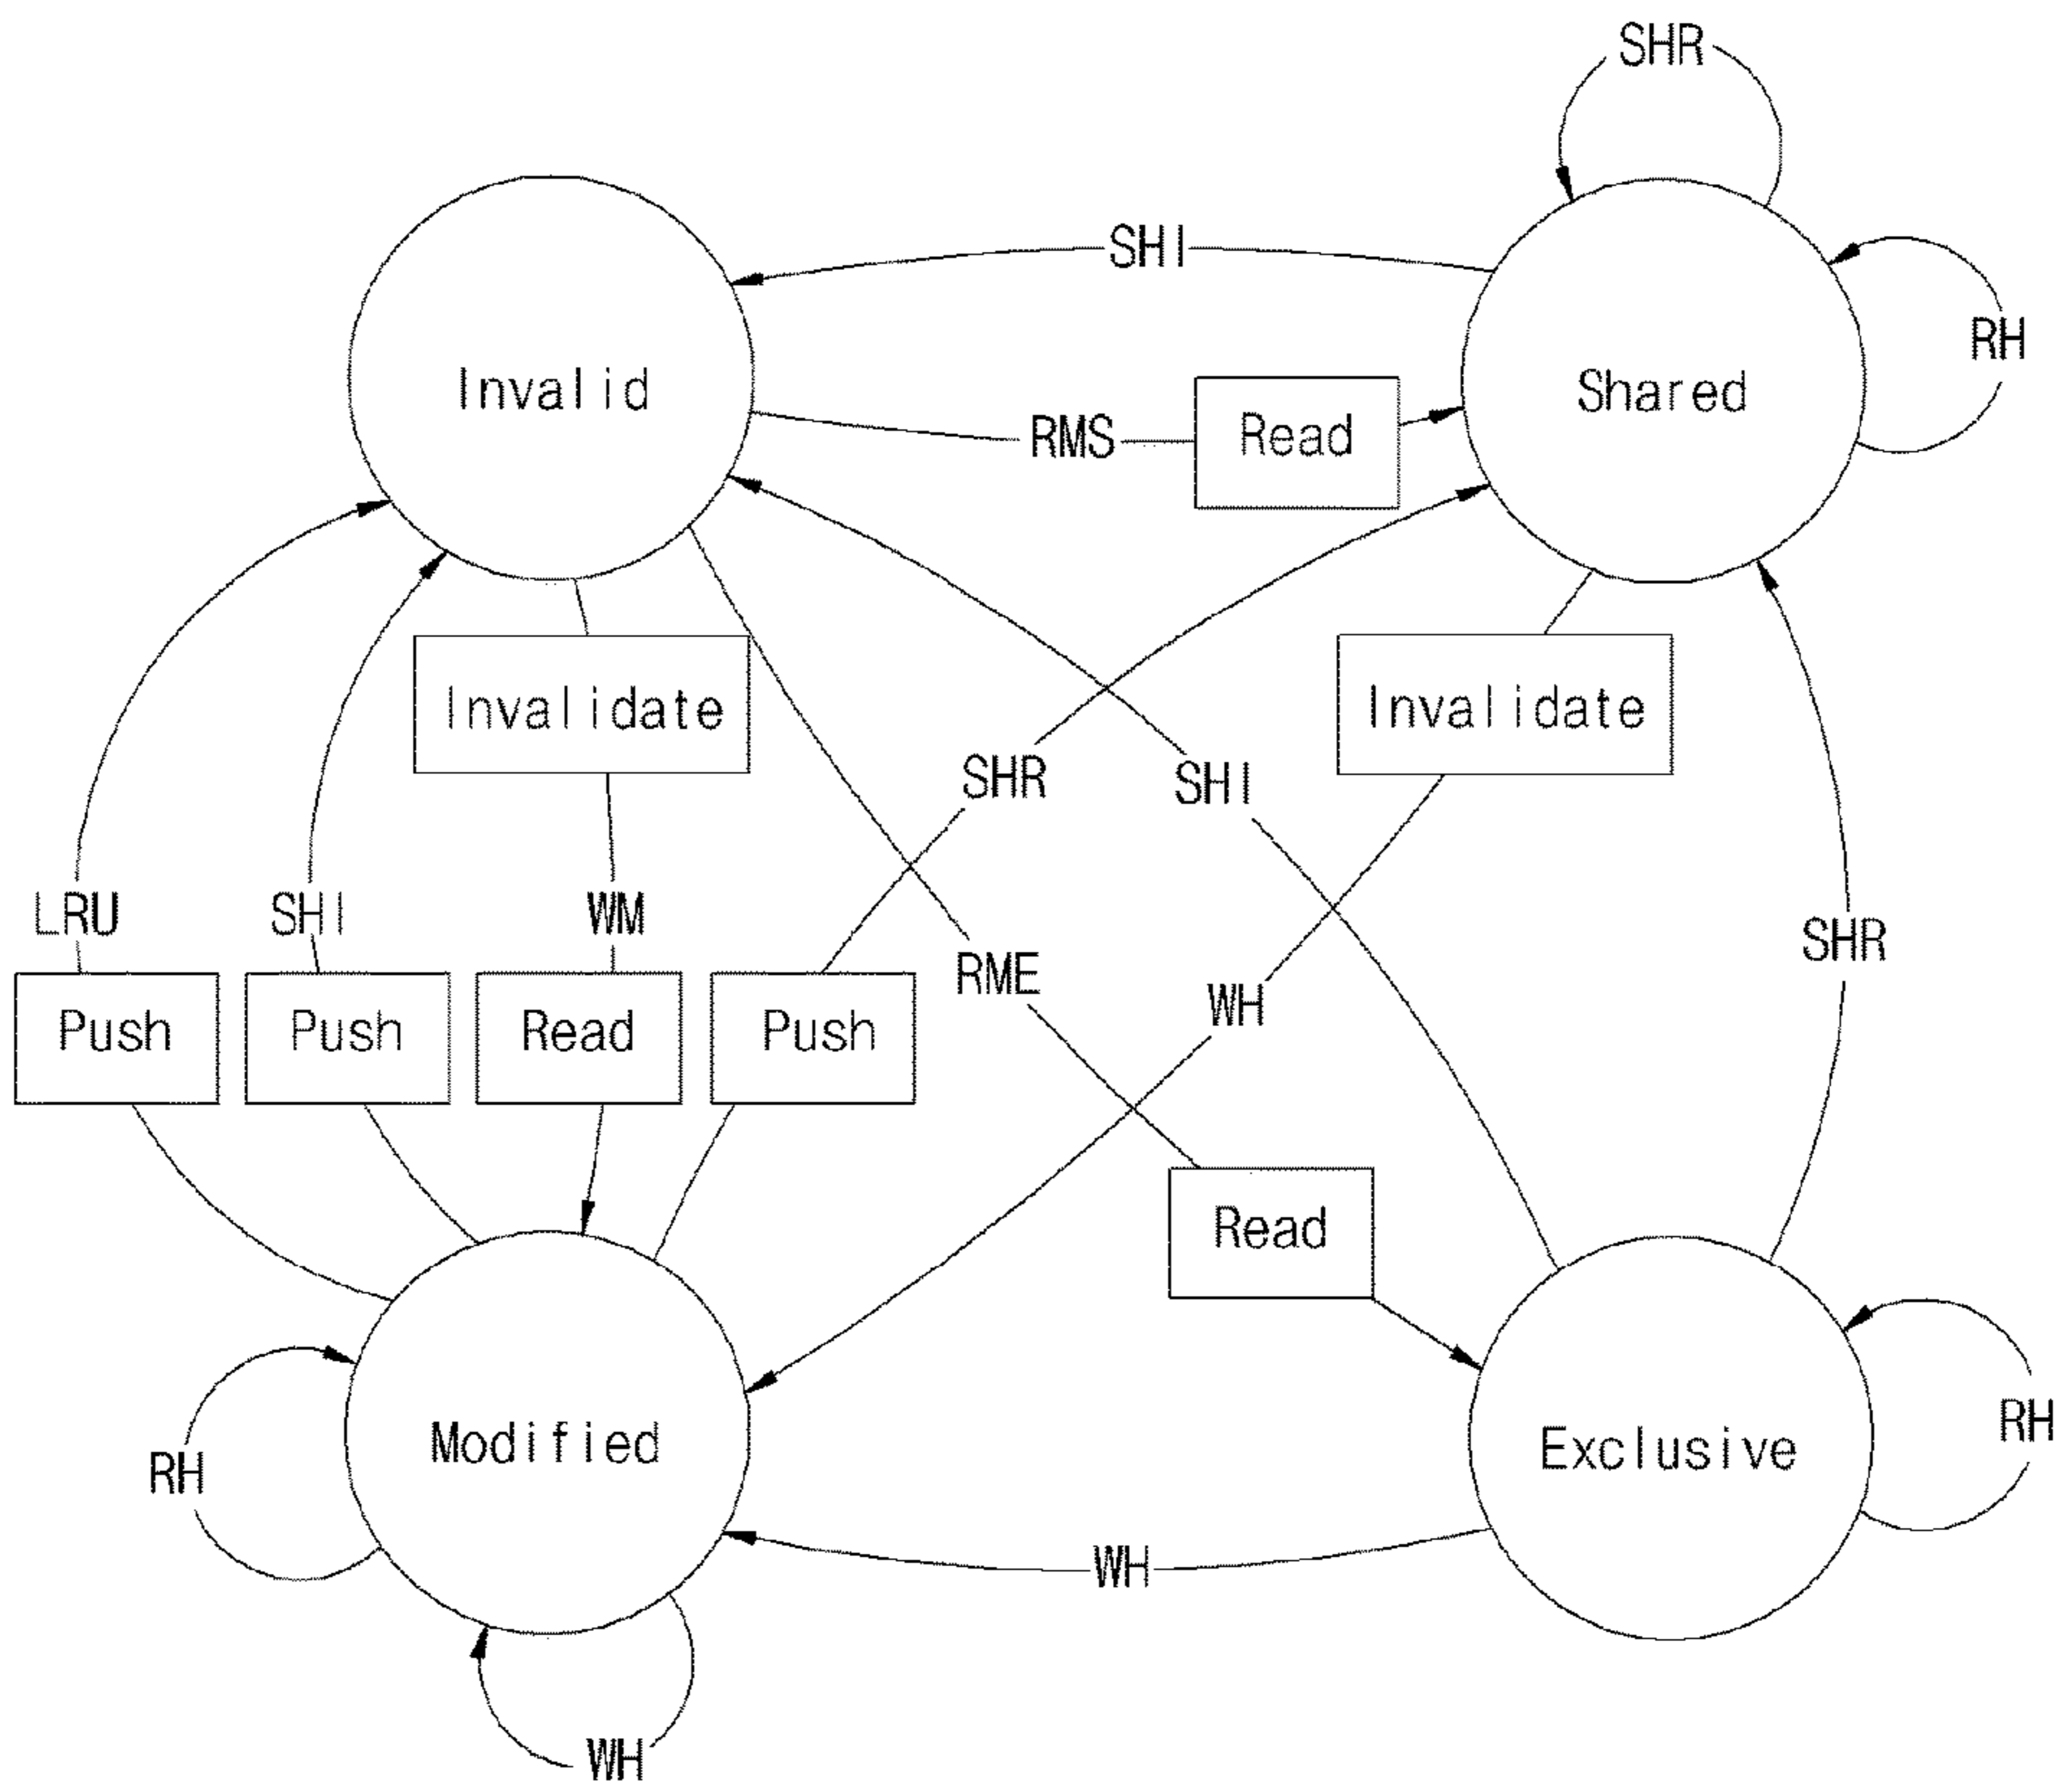 SHR
SHI
RH
Invalid
Shared
RMS
Read
Invalidate
Invalidate
SHR
SHI
LRU
SHI
WM
SHR
RME
WH
Push
Push
Read
Push
Read
RH
Modified
Exclusive
RH
WH
WH